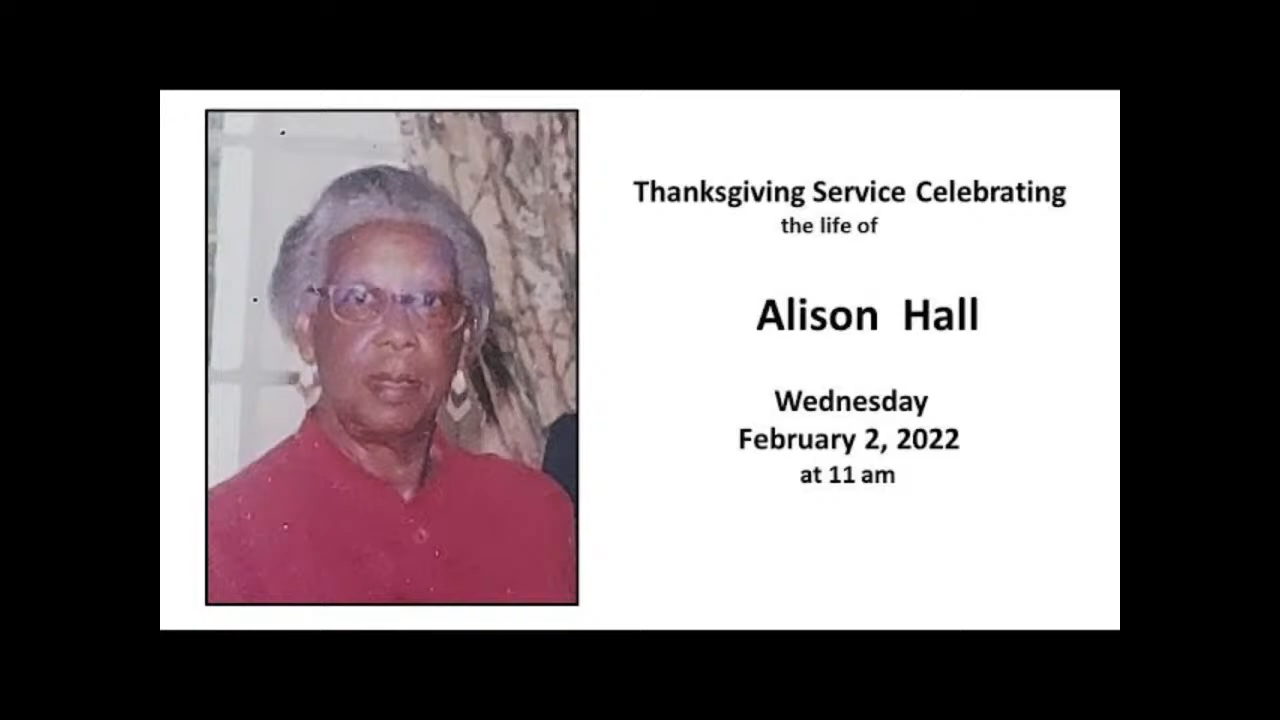 Thanksgiving Service Celebrating
the life of
Alison Hall
Wednesday
February 2, 2022
at 11 am